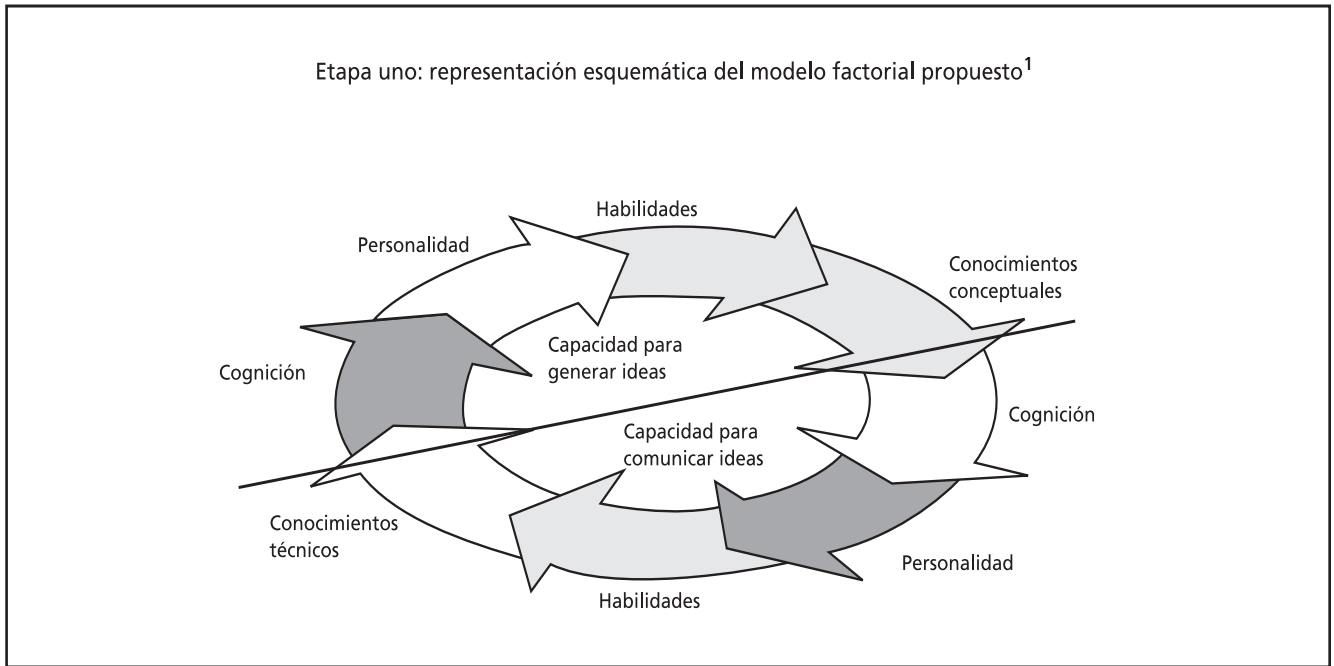 Etapa uno: representación esquemática del modelo factorial propuesto¹
Habilidades
Personalidad
Conocimientos
conceptuales
Capacidad para
generar ideas
Cognición
Cognición
Capacidad para
comunicar ideas
Conocimientos
técnicos
Personalidad
Habilidades